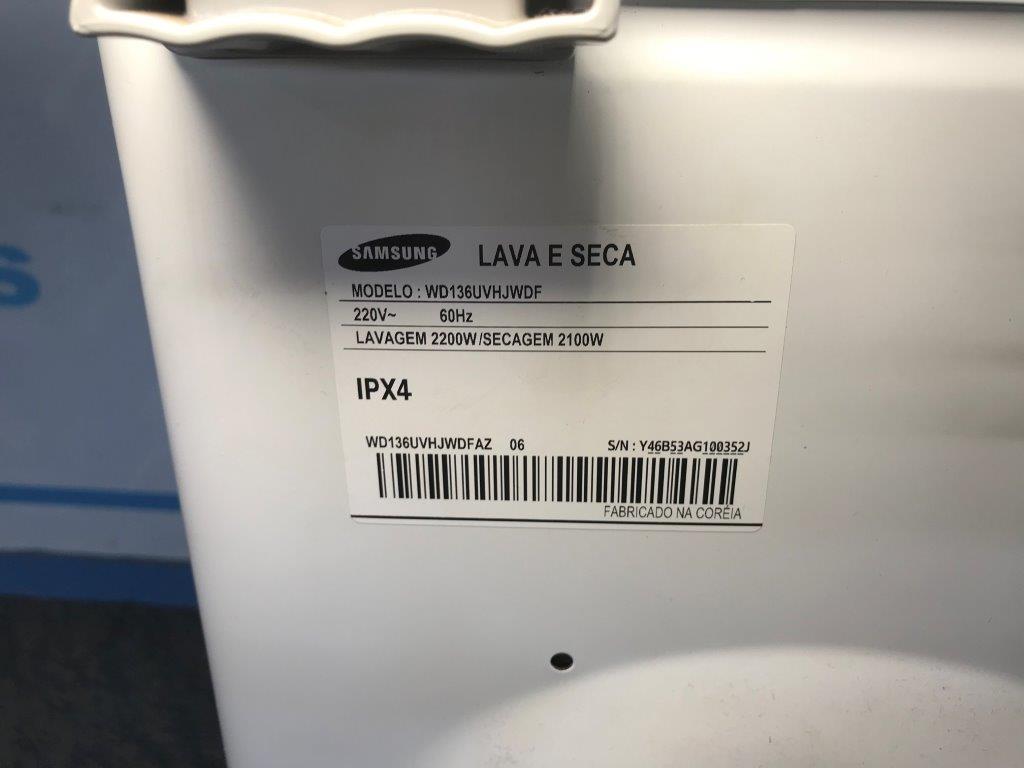 SAMSUNG LAVA E SECA
MODELO : WD136UVHJWDF
220V~ 60Hz
LAVAGEM 2200W/SECAGEM 2100W
IPX4
WD136UVHJWDFAZ 06 S/N : Y46B53AG100352J
FABRICADO NA CORÉIA
S